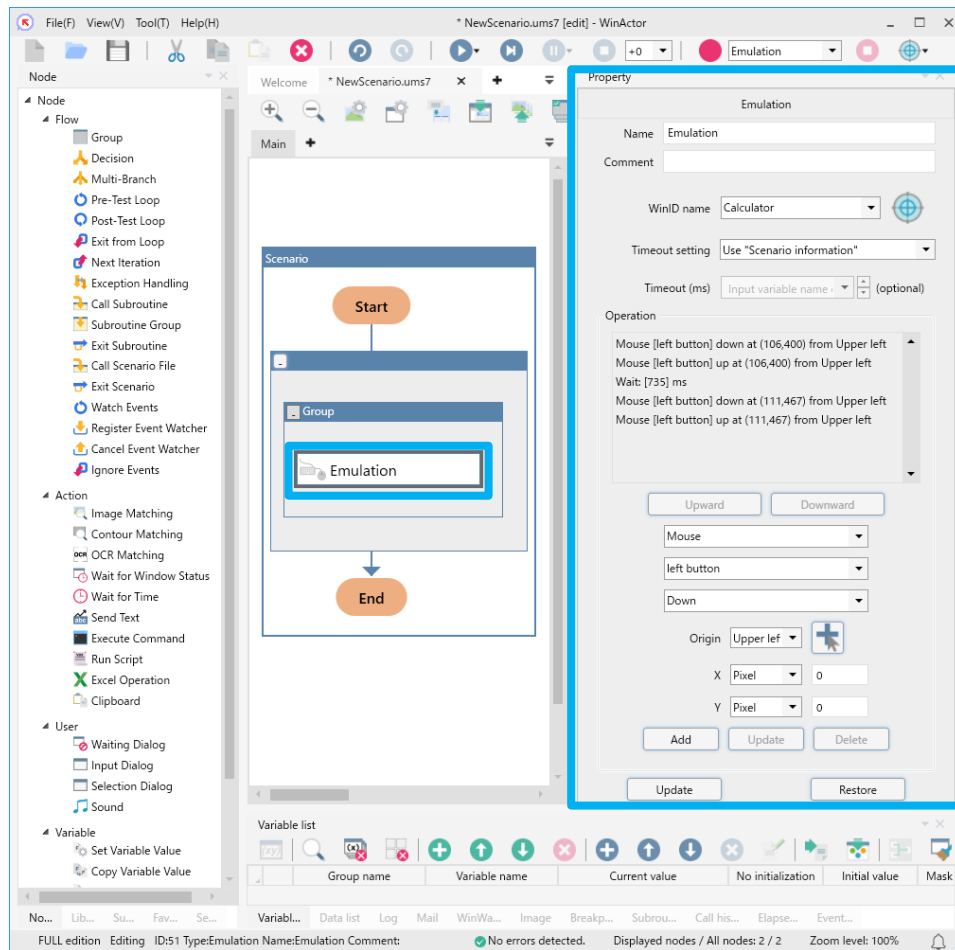 File(F) View(V) Tool(T) Help(H)
* NewScenario.ums7 [edit] - WinActor
+0
Emulation
Node
Node
Flow
Group
Decision
Multi-Branch
Pre-Test Loop
Post-Test Loop
Exit from Loop
Next Iteration
Exception Handling
Call Subroutine
Subroutine Group
Exit Subroutine
Call Scenario File
Exit Scenario
Watch Events
Register Event Watcher
Cancel Event Watcher
Ignore Events
Action
Image Matching
Contour Matching
OCR Matching
Wait for Window Status
Wait for Time
Send Text
Execute Command
Run Script
Excel Operation
Clipboard
User
Waiting Dialog
Input Dialog
Selection Dialog
Sound
Variable
Set Variable Value
Copy Variable Value
No... Lib... Su... Fav... Se...
Welcome * NewScenario.ums7
Main
Scenario
Start
Group
Emulation
End
Property
Emulation
Name Emulation
Comment
WinID name Calculator
Timeout setting Use "Scenario information"
Timeout (ms) Input variable name (optional)
Operation
Mouse [left button] down at (106,400) from Upper left
Mouse [left button] up at (106,400) from Upper left
Wait: [735] ms
Mouse [left button] down at (111,467) from Upper left
Mouse [left button] up at (111,467) from Upper left
Upward Downward
Mouse
left button
Down
Origin Upper lef
X Pixel 0
Y Pixel 0
Add Update Delete
Update Restore
Variable list
Group name Variable name Current value No initialization Initial value Mask
Variabl... Data list Log Mail WinWa... Image Breakp... Subrou... Call his... Elapse... Event...
FULL edition Editing ID:51 Type:Emulation Name:Emulation Comment: No errors detected. Displayed nodes / All nodes: 2 / 2 Zoom level: 100%